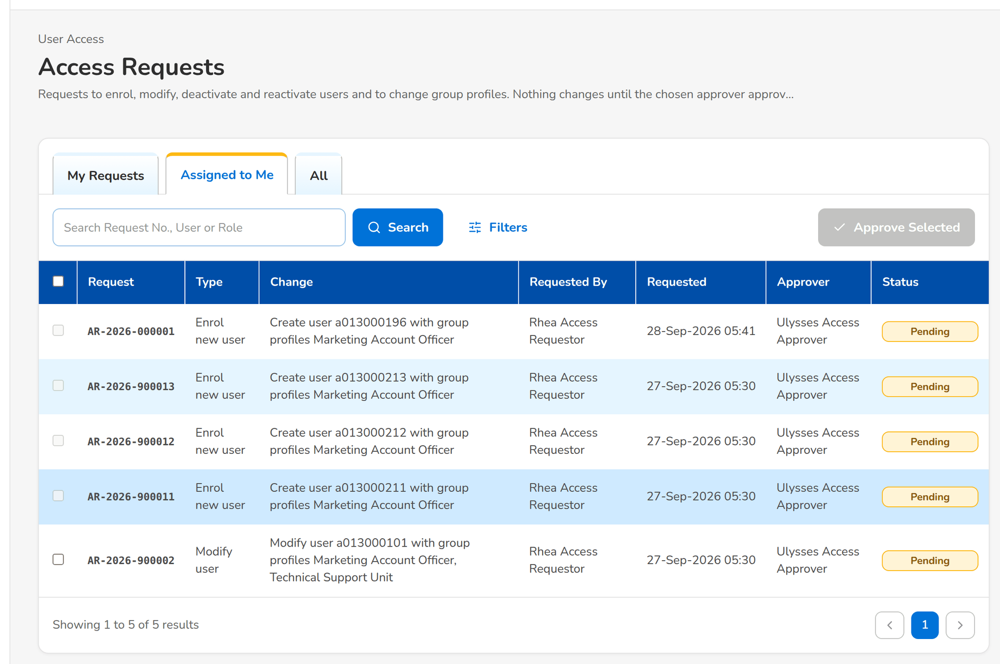 User Access
Access Requests
Requests to enrol, modify, deactivate and reactivate users and to change group profiles. Nothing changes until the chosen approver approv...
My Requests
Assigned to Me
All
Search Request No., User or Role
Search
Filters
Approve Selected
Request Type Change Requested By Requested Approver Status
AR-2026-000001
Enrol
new user
Create user a013000196 with group
profiles Marketing Account Officer
Rhea Access
Requestor
28-Sep-2026 05:41
Ulysses Access
Approver
Pending
AR-2026-900013
Enrol
new user
Create user a013000213 with group
profiles Marketing Account Officer
Rhea Access
Requestor
27-Sep-2026 05:30
Ulysses Access
Approver
Pending
AR-2026-900012
Enrol
new user
Create user a013000212 with group
profiles Marketing Account Officer
Rhea Access
Requestor
27-Sep-2026 05:30
Ulysses Access
Approver
Pending
AR-2026-900011
Enrol
new user
Create user a013000211 with group
profiles Marketing Account Officer
Rhea Access
Requestor
27-Sep-2026 05:30
Ulysses Access
Approver
Pending
AR-2026-900002
Modify
user
Modify user a013000101 with group
profiles Marketing Account Officer,
Technical Support Unit
Rhea Access
Requestor
27-Sep-2026 05:30
Ulysses Access
Approver
Pending
Showing 1 to 5 of 5 results
1